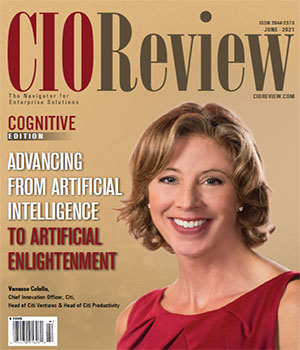 ISSN 2644-237X
CIOReview
JUNE - 2021
The Navigator for
Enterprise Solutions
CIOREVIEW.COM
COGNITIVE
EDITION
ADVANCING
FROM ARTIFICIAL
INTELLIGENCE
TO ARTIFICIAL
ENLIGHTENMENT
Vanessa Colella,
Chief Innovation Officer, Citi,
Head of Citi Ventures & Head of Citi Productivity